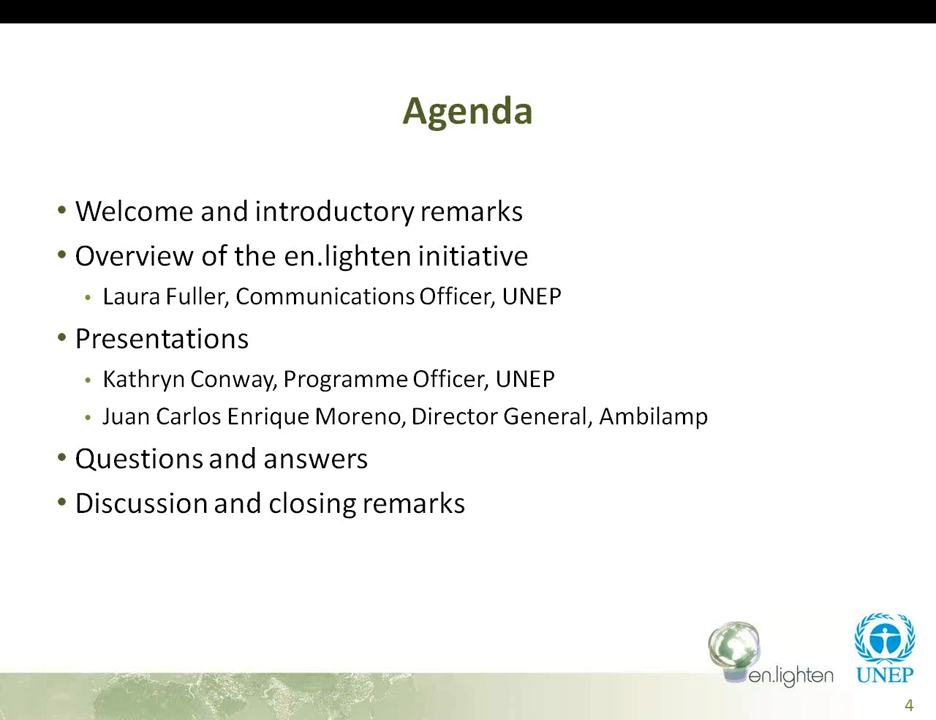 Agenda
• Welcome and introductory remarks
• Overview of the en.lighten initiative
• Laura Fuller, Communications Officer, UNEP
• Presentations
• Kathryn Conway, Programme Officer, UNEP
• Juan Carlos Enrique Moreno, Director General, Ambilamp
• Questions and answers
• Discussion and closing remarks
en.lighten
UNEP
4